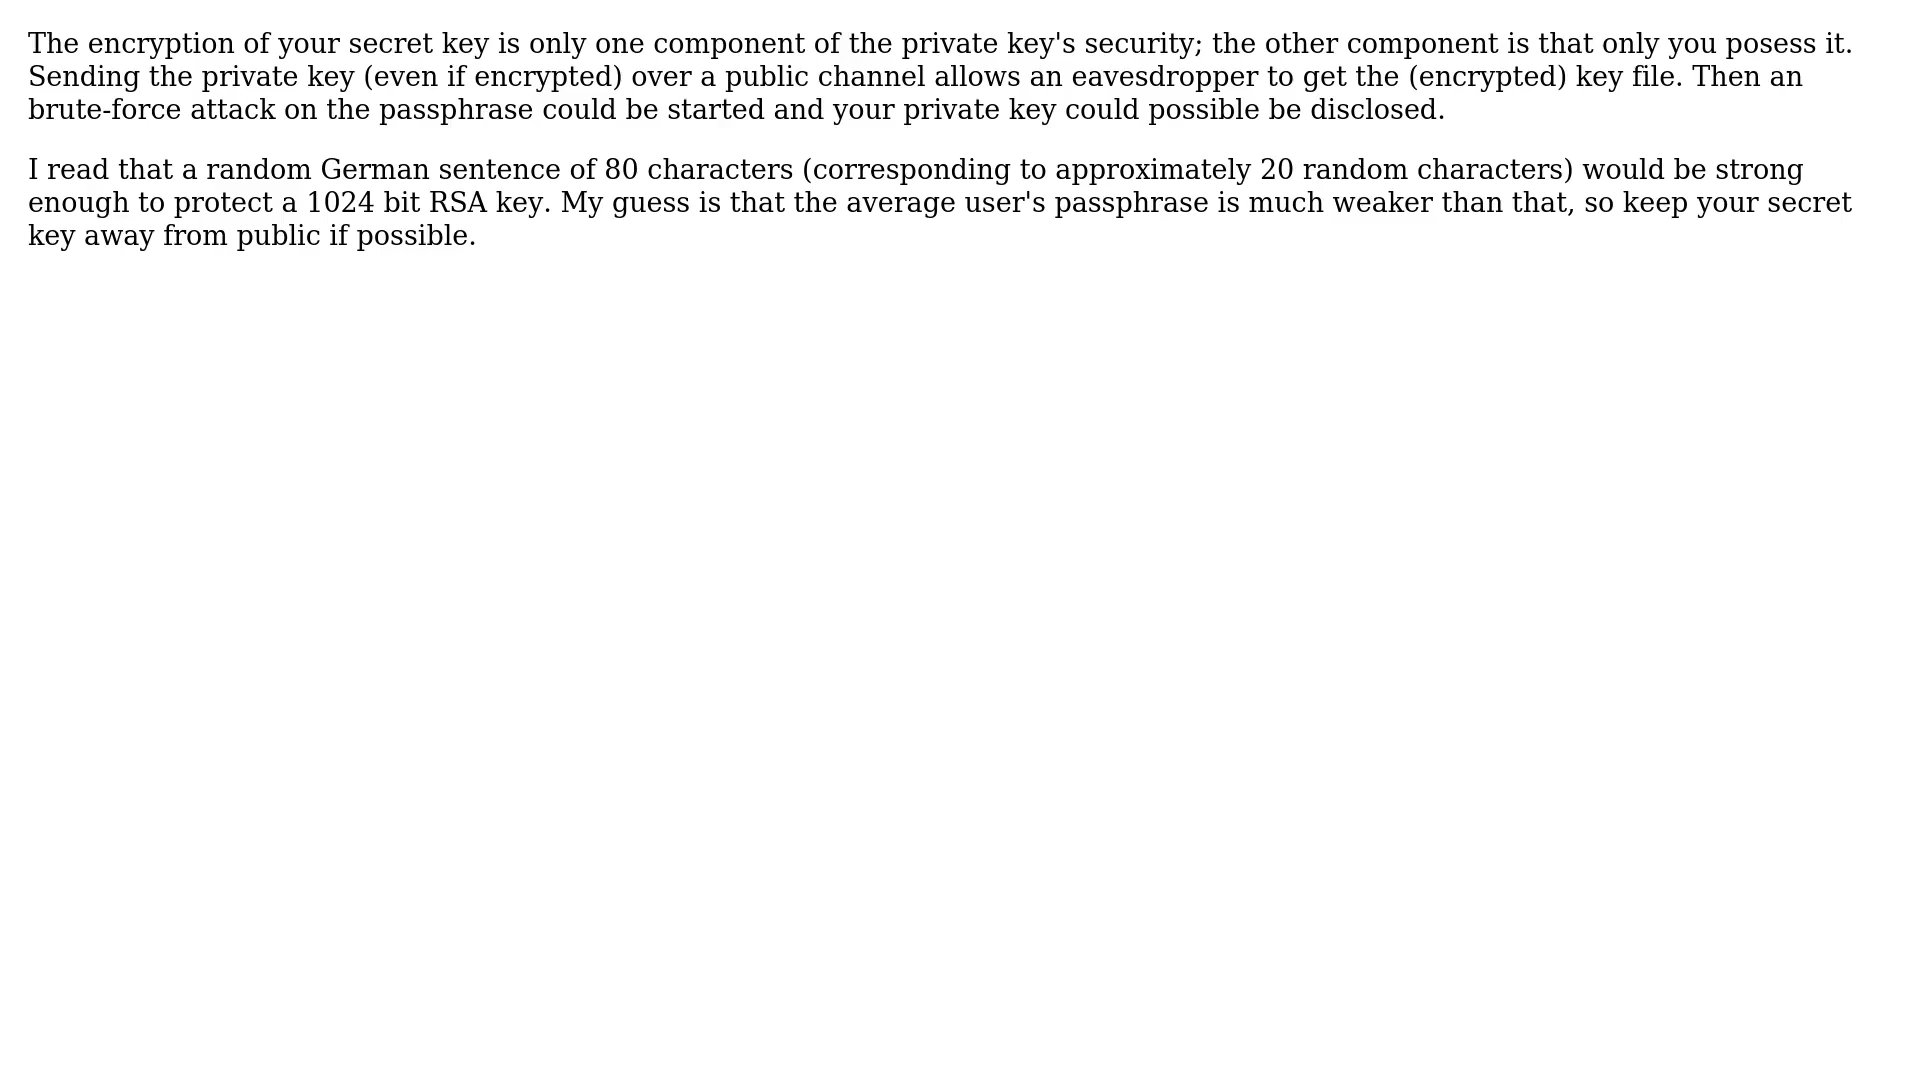 The encryption of your secret key is only one component of the private key's security; the other component is that only you posess it.
Sending the private key (even if encrypted) over a public channel allows an eavesdropper to get the (encrypted) key file. Then an
brute-force attack on the passphrase could be started and your private key could possible be disclosed.
I read that a random German sentence of 80 characters (corresponding to approximately 20 random characters) would be strong
enough to protect a 1024 bit RSA key. My guess is that the average user's passphrase is much weaker than that, so keep your secret
key away from public if possible.